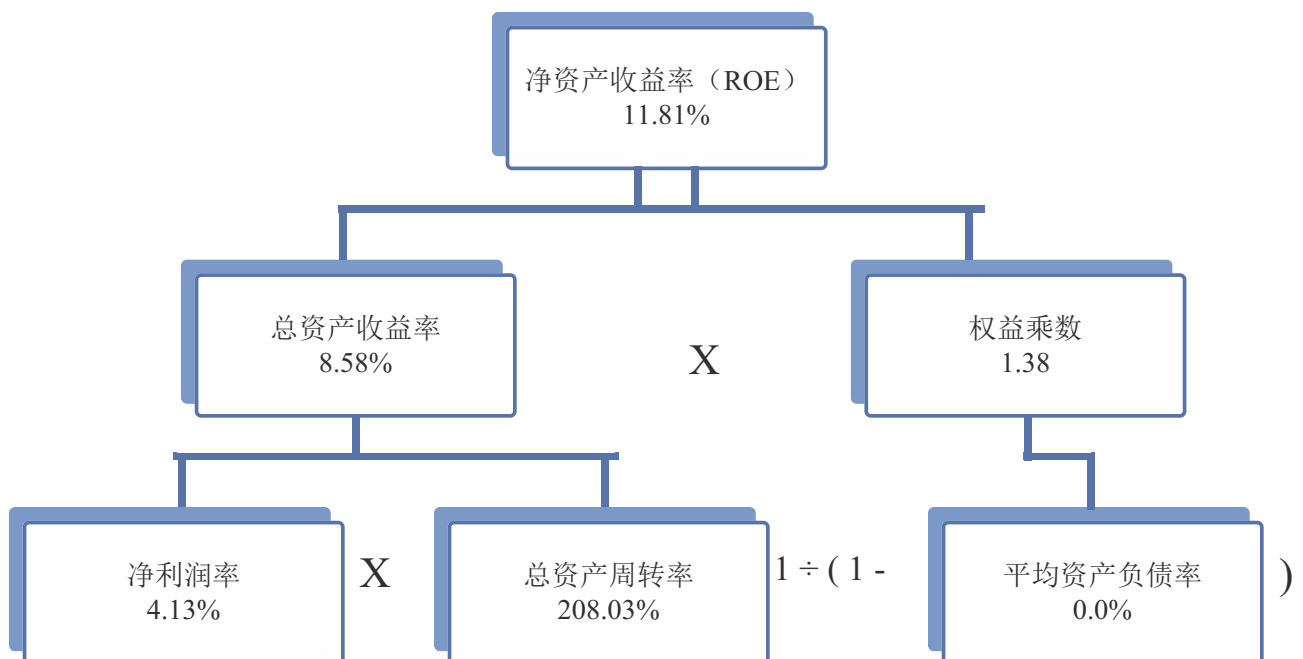 净资产收益率（ROE）
11.81%
总资产收益率
8.58%
X
权益乘数
1.38
净利润率
4.13%
X
总资产周转率
208.03%
1 ÷ ( 1 -
平均资产负债率
0.0%
)